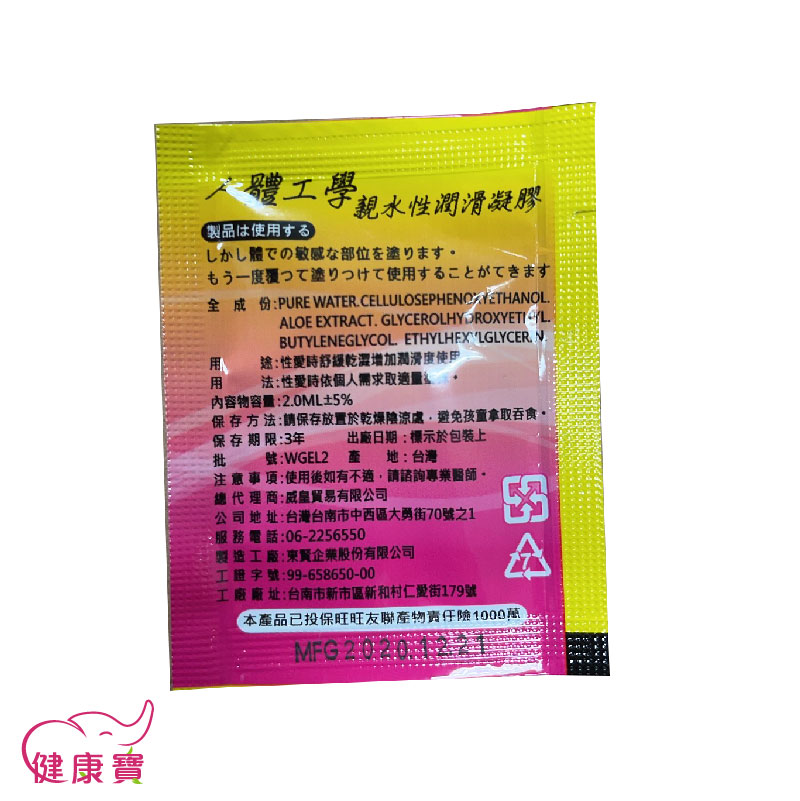 人體工學 親水性潤滑凝膠
製品は使用する
しかし體での敏感な部位を塗ります。
もう一度覆つて塗りつけて使用することがてきます
全成份:PURE WATER.CELLULOSEPHENOXYETHANOL.
ALOE EXTRACT. GLYCEROLHYDROXYETHYL.
BUTYLENEGLYCOL. ETHYLHEXYLGLYCERIN.
用途:性愛時舒緩乾澀增加潤滑度使用
用法:性愛時依個人需求取適量。
內容物容量:2.0ML±5%
保存方法:請保存放置於乾燥陰涼處,避免孩童拿取吞食。
保存期限:3年 出廠日期:標示於包裝上
批號:WGEL2 產地:台灣
注意事項:使用後如有不適,請諮詢專業醫師。
總代理商:威皇貿易有限公司
公司地址:台灣台南市中西區大勇街70號之1
服務電話:06-2256550
製造工廠:東賢企業股份有限公司
工證字號:99-658650-00
工廠廠址:台南市新市區新和村仁愛街179號
本產品已投保旺旺友聯產物責任險1000萬
MFG2020.12.21
7
健康寶